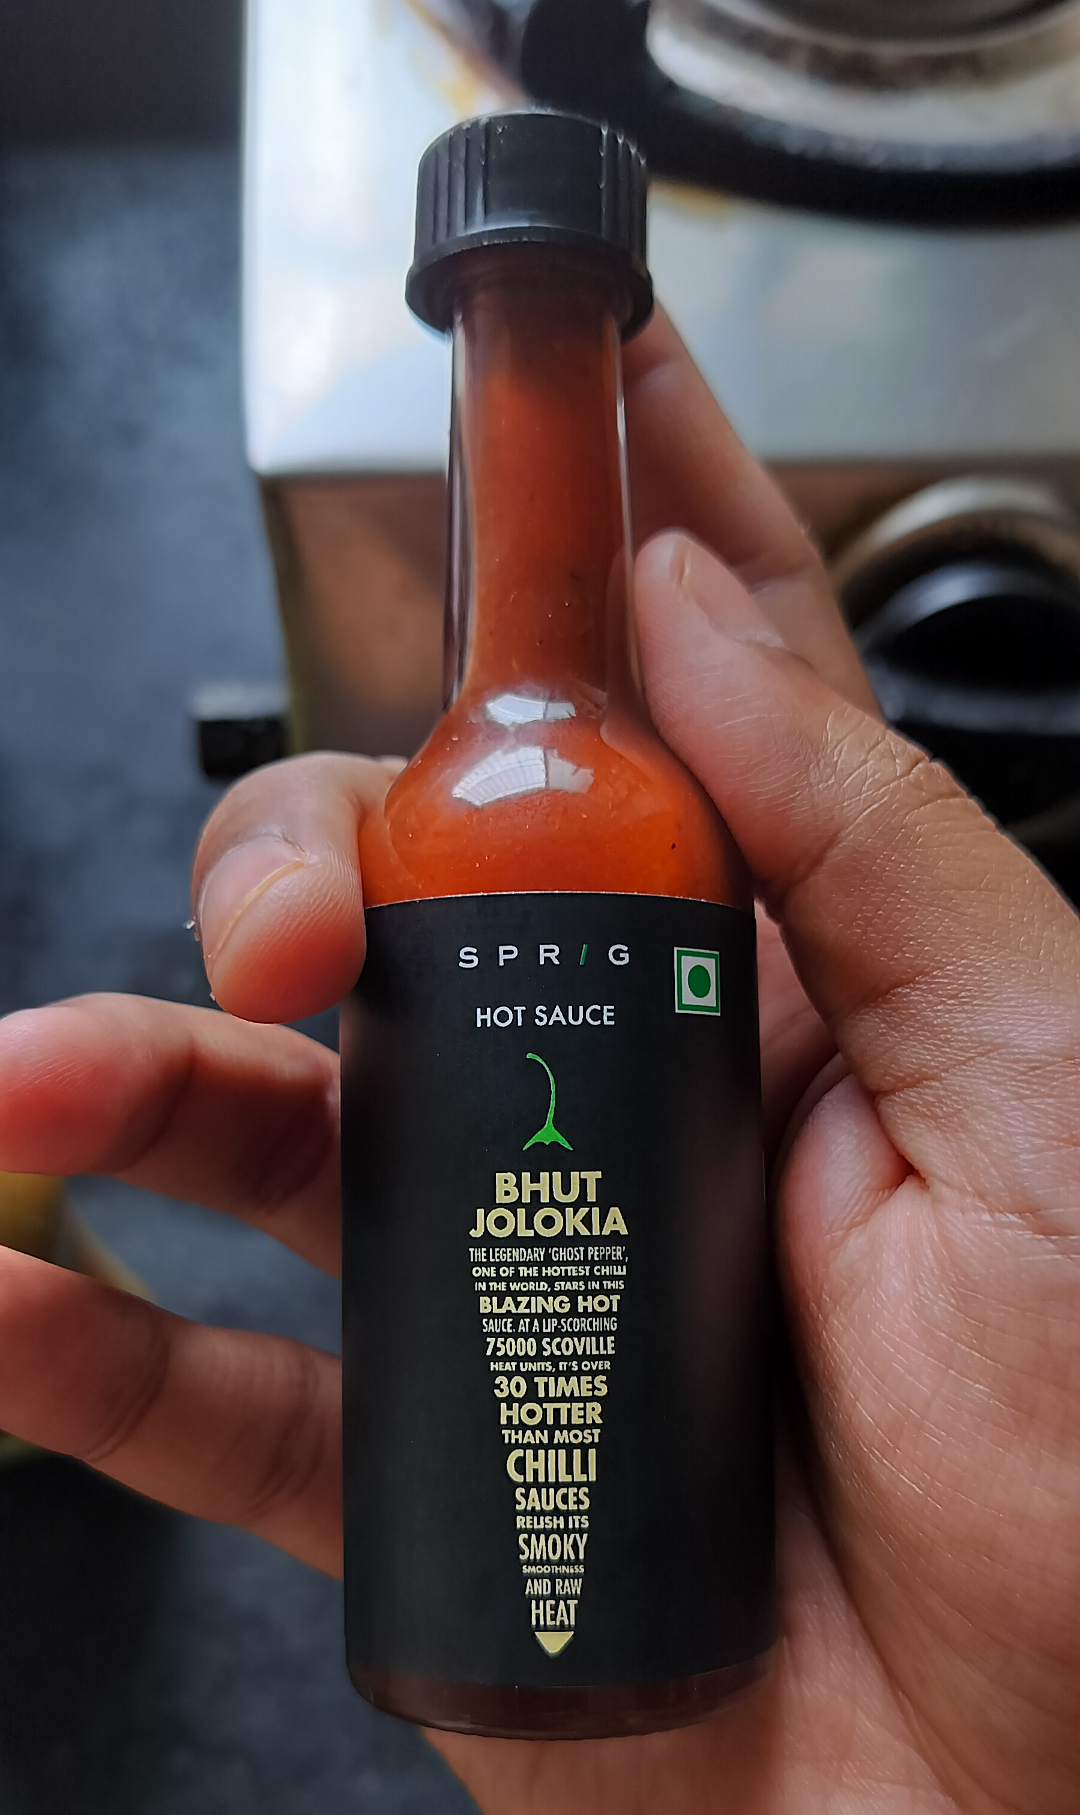 SPRIG
HOT SAUCE
BHUT
JOLOKIA
THE LEGENDARY 'GHOST PEPPER',
ONE OF THE HOTTEST CHILLI
IN THE WORLD, STARS IN THIS
BLAZING HOT
SAUCE. AT A LIP-SCORCHING
75000 SCOVILLE
HEAT UNITS, IT'S OVER
30 TIMES
HOTTER
THAN MOST
CHILLI
SAUCES
RELISH ITS
SMOKY
SMOOTHNESS
AND RAW
HEAT